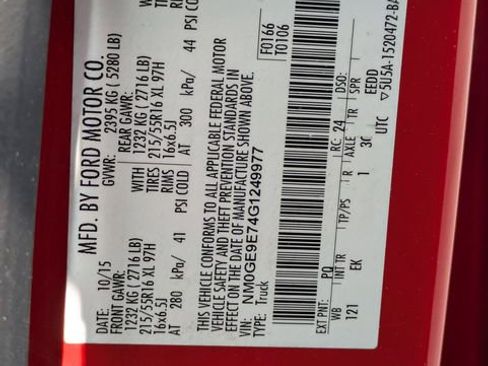 MFD. BY FORD MOTOR CO.
DATE: 10/15 GVWR: 2395 KG ( 5280 LB)
FRONT GAWR: REAR GAWR:
1232 KG ( 2716 LB) WITH 1232 KG ( 2716 LB) WITH
215/55R16 XL 97H TIRES 215/55R16 XL 97H
16x6.5J RIMS 16x6.5J
AT 280 kPa/ 41 PSI COLD AT 300 kPa/ 44 PSI COLD
THIS VEHICLE CONFORMS TO ALL APPLICABLE FEDERAL MOTOR
VEHICLE SAFETY AND THEFT PREVENTION STANDARDS IN
EFFECT ON THE DATE OF MANUFACTURE SHOWN ABOVE.
VIN: NM0GE9E74G1249977
TYPE: Truck
F0166
F0106
EXT PNT: PQ RC: 24 DSO:
WB INT TR TP/PS R AXLE TR SPR
121 EK I 30 EEDD
UTC ▽5U5A-1520472-BA